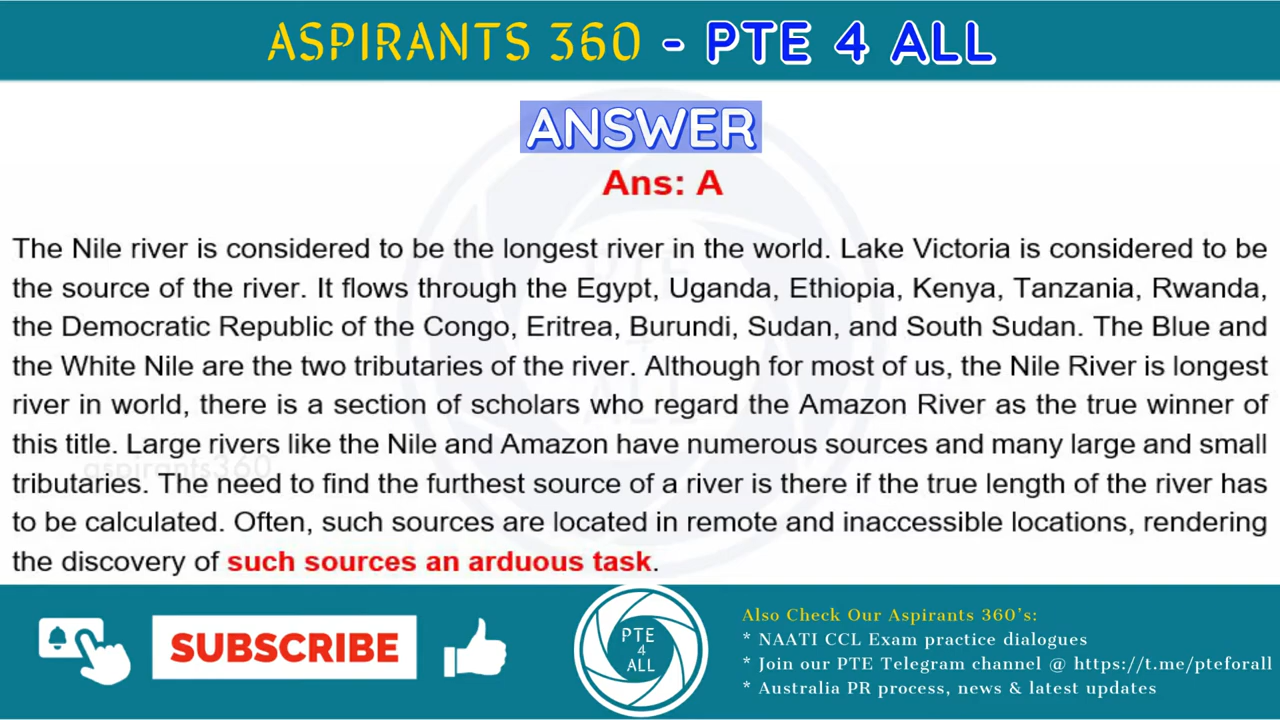 ASPIRANTS 360 - PTE 4 ALL
ANSWER
Ans: A
The Nile river is considered to be the longest river in the world. Lake Victoria is considered to be
the source of the river. It flows through the Egypt, Uganda, Ethiopia, Kenya, Tanzania, Rwanda,
the Democratic Republic of the Congo, Eritrea, Burundi, Sudan, and South Sudan. The Blue and
the White Nile are the two tributaries of the river. Although for most of us, the Nile River is longest
river in world, there is a section of scholars who regard the Amazon River as the true winner of
this title. Large rivers like the Nile and Amazon have numerous sources and many large and small
aspirants360
tributaries. The need to find the furthest source of a river is there if the true length of the river has
to be calculated. Often, such sources are located in remote and inaccessible locations, rendering
the discovery of such sources an arduous task.
SUBSCRIBE
PTE
4
ALL
Also Check Our Aspirants 360's:
* NAATI CCL Exam practice dialogues
* Join our PTE Telegram channel @ https://t.me/pteforall
* Australia PR process, news & latest updates